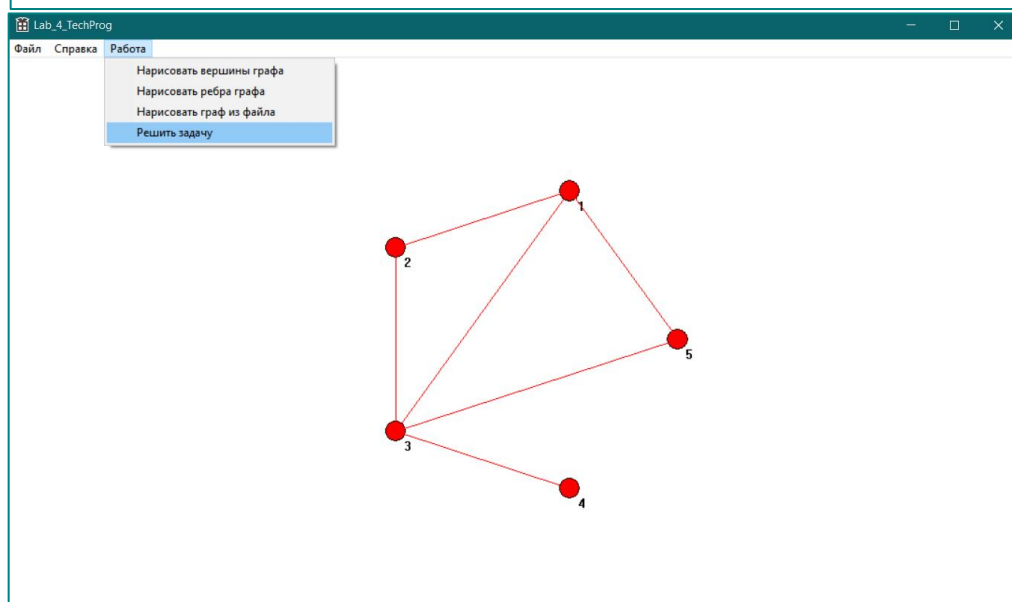 Lab_4_TechProg
Файл Справка Работа
Нарисовать вершины графа
Нарисовать ребра графа
Нарисовать граф из файла
Решить задачу
1
2
5
3
4